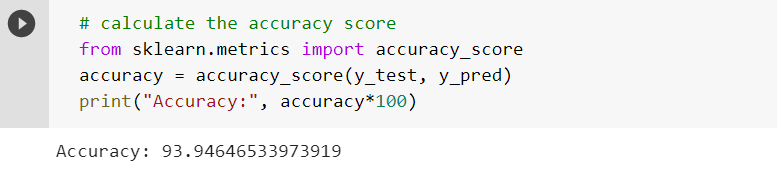 # calculate the accuracy score
from sklearn.metrics import accuracy_score
accuracy = accuracy_score(y_test, y_pred)
print("Accuracy:", accuracy*100)
Accuracy: 93.94646533973919